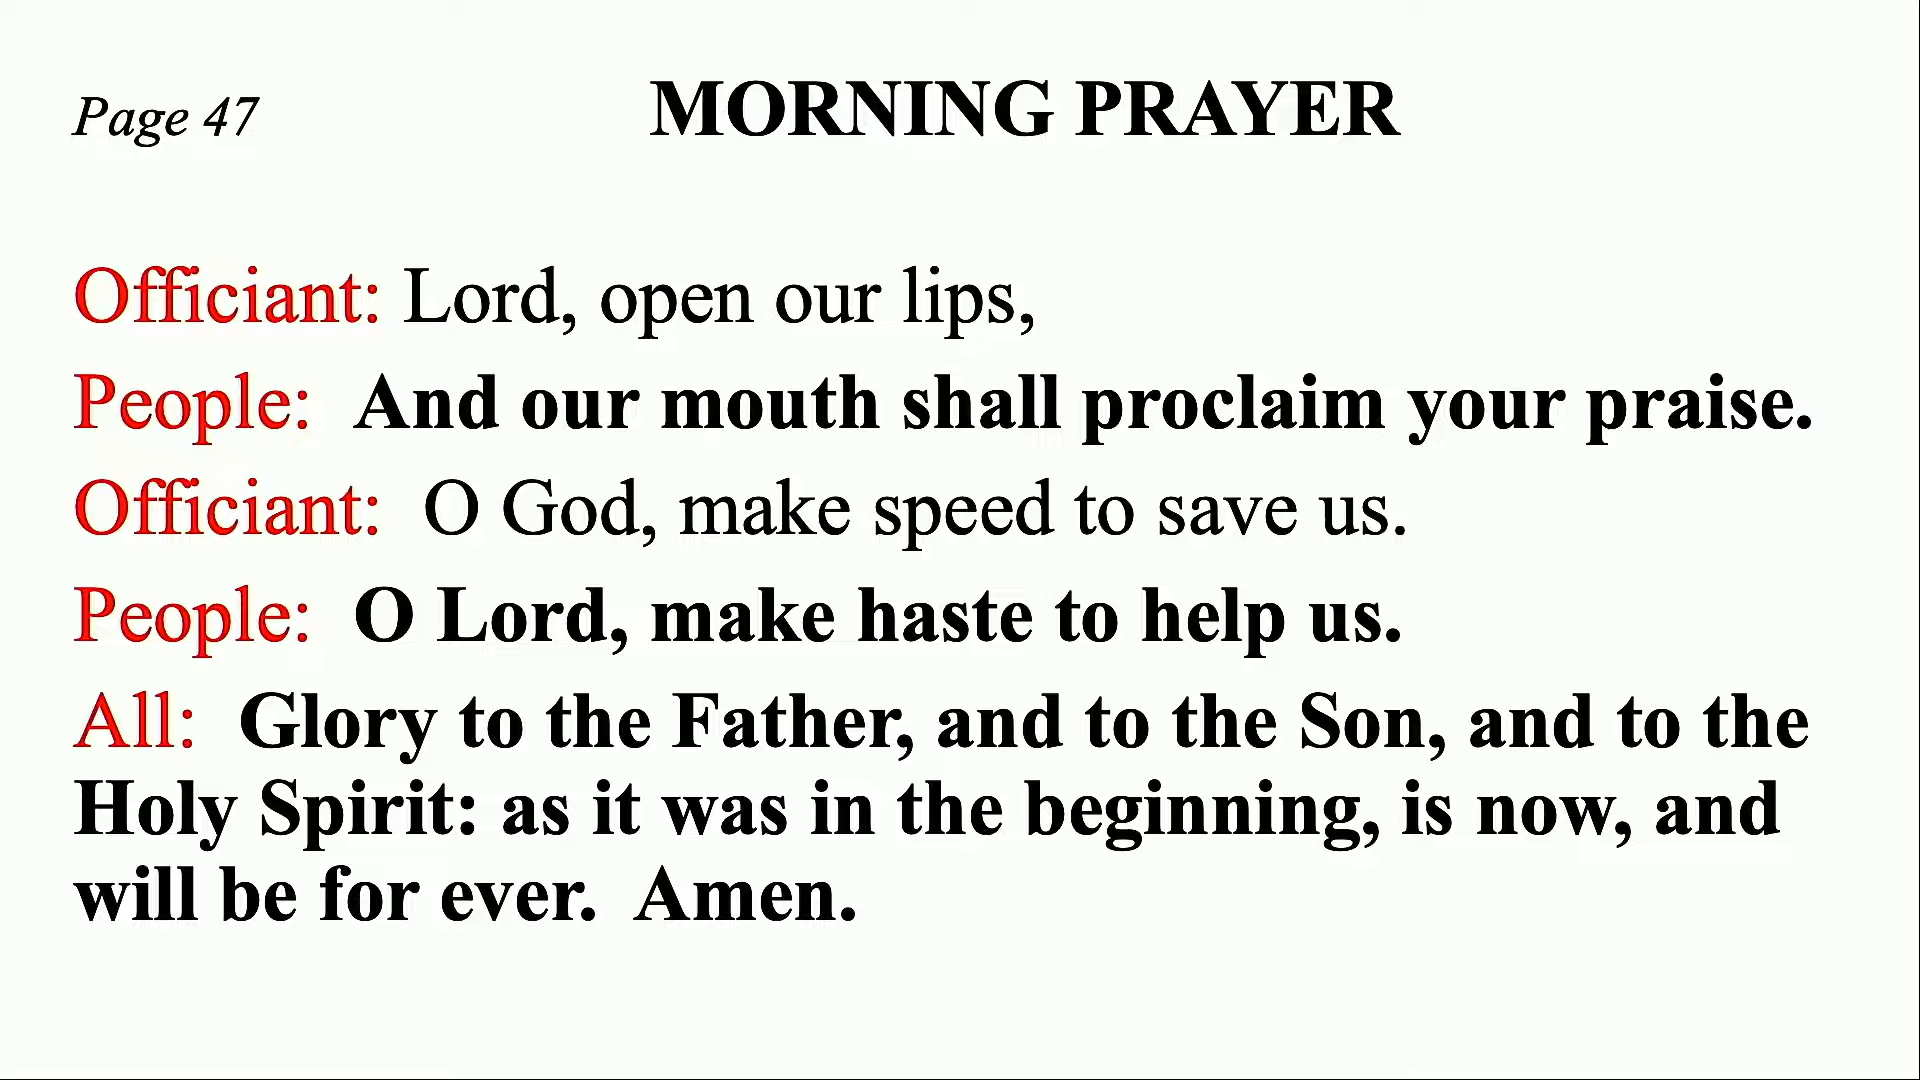 Page 47
MORNING PRAYER
Officiant: Lord, open our lips,
People: And our mouth shall proclaim your praise.
Officiant: O God, make speed to save us.
People: O Lord, make haste to help us.
All: Glory to the Father, and to the Son, and to the
Holy Spirit: as it was in the beginning, is now, and
will be for ever. Amen.